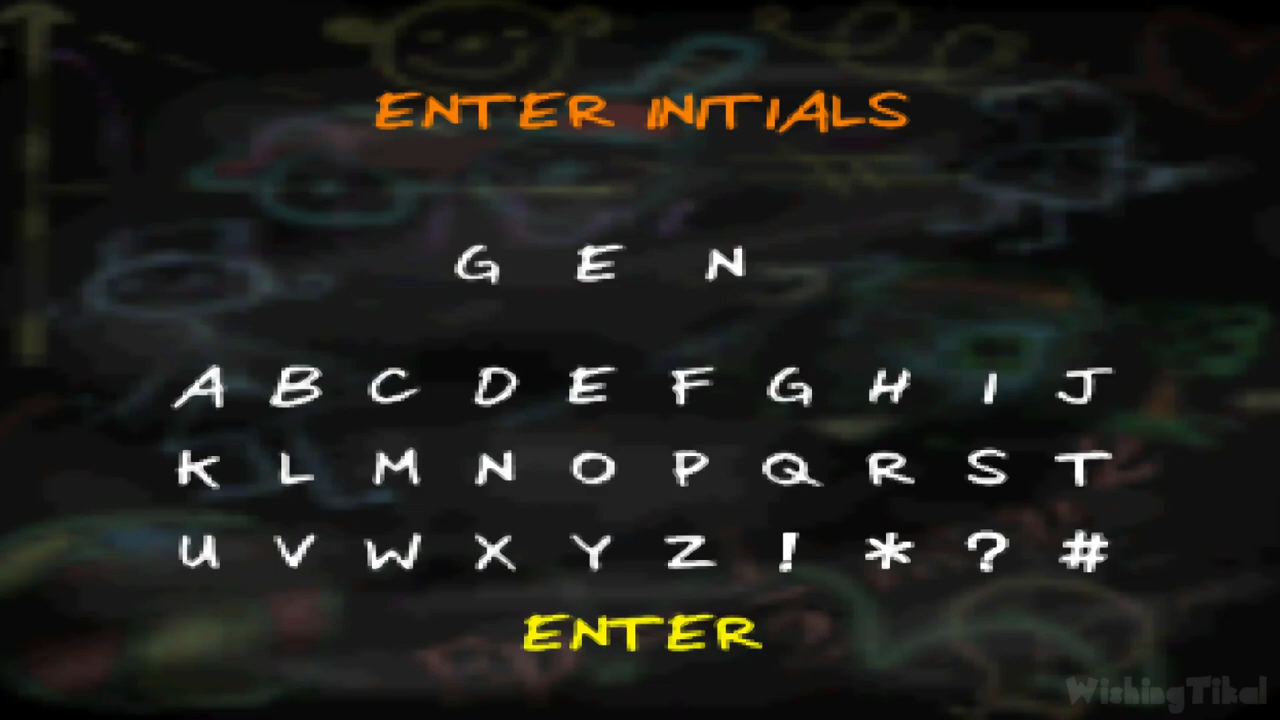 ENTER INITIALS
G E N
A B C D E F G H I J
K L M N O P Q R S T
U V W X Y Z ! * ? #
ENTER
WishingTikal